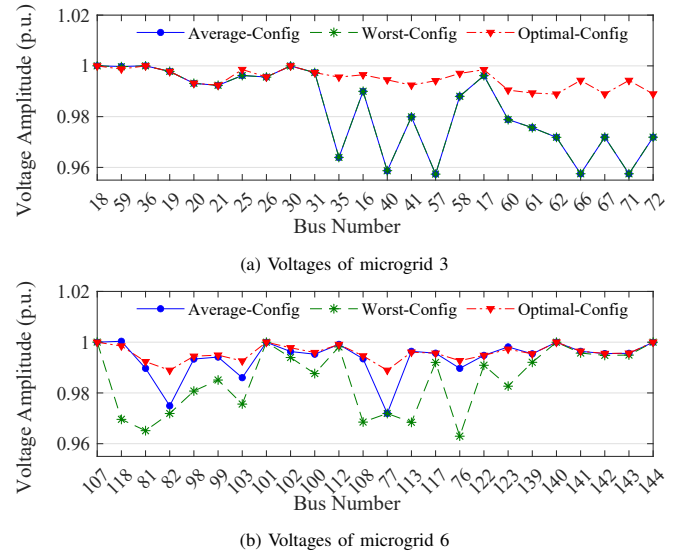 Average-Config Worst-Config Optimal-Config
Voltage Amplitude (p.u.)
1.02
1
0.98
0.96
18 59 36 19 20 21 25 26 30 31 35 16 40 41 57 58 17 60 61 62 66 67 71 72
Bus Number
(a) Voltages of microgrid 3
Average-Config Worst-Config Optimal-Config
Voltage Amplitude (p.u.)
1.02
1
0.98
0.96
107 118 81 82 98 99 103 101 102 100 112 108 77 113 117 76 122 123 139 140 141 142 143 144
Bus Number
(b) Voltages of microgrid 6